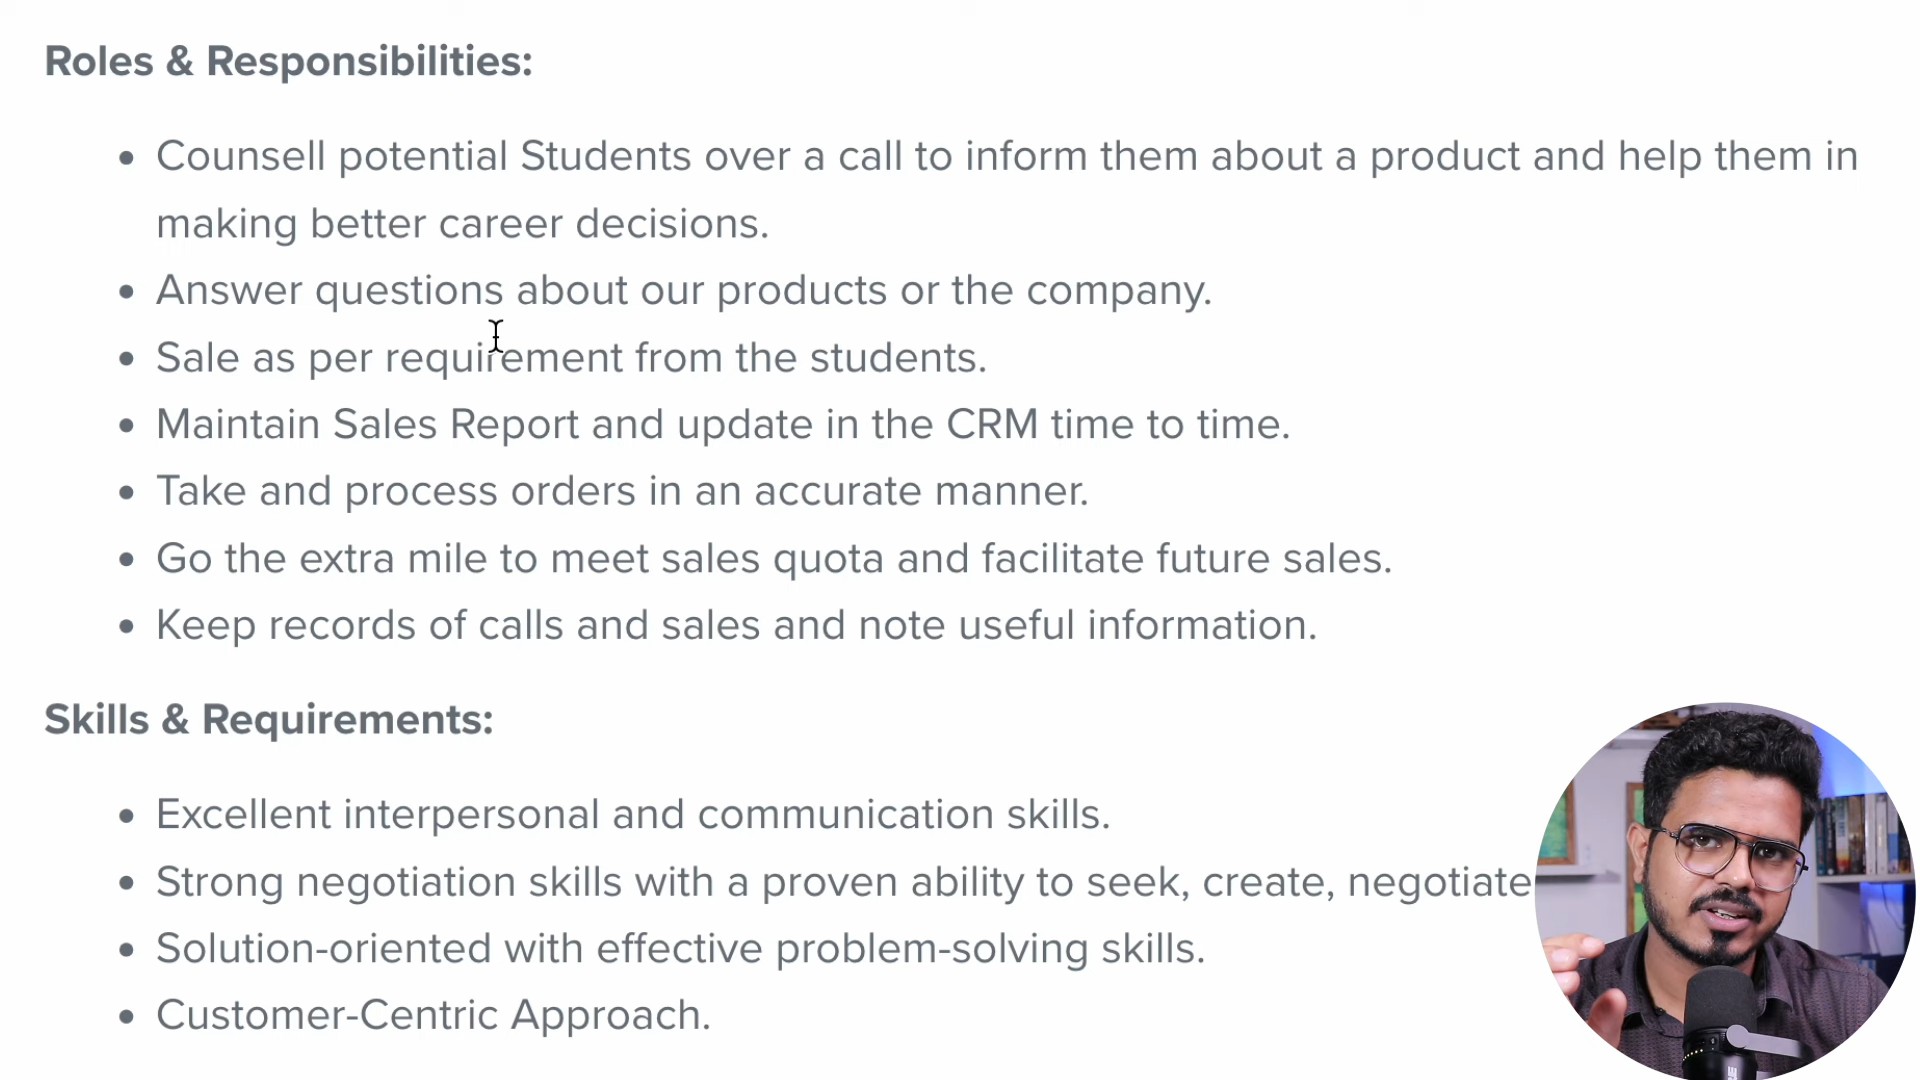 Roles & Responsibilities:
Counsell potential Students over a call to inform them about a product and help them in
making better career decisions.
Answer questions about our products or the company.
Sale as per requirement from the students.
Maintain Sales Report and update in the CRM time to time.
Take and process orders in an accurate manner.
Go the extra mile to meet sales quota and facilitate future sales.
Keep records of calls and sales and note useful information.
Skills & Requirements:
Excellent interpersonal and communication skills.
Strong negotiation skills with a proven ability to seek, create, negotiate
Solution-oriented with effective problem-solving skills.
Customer-Centric Approach.